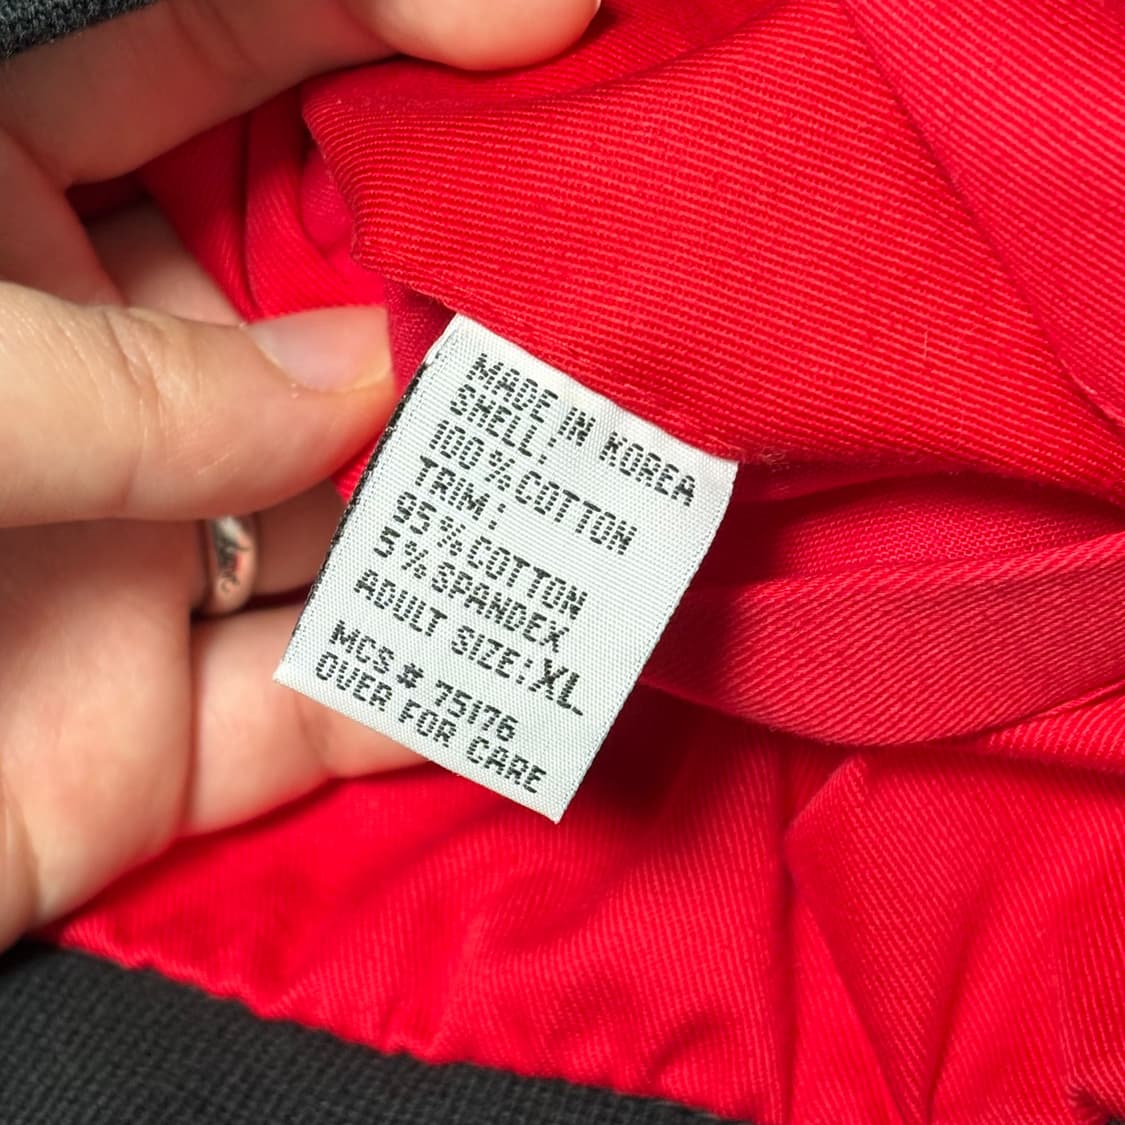 MADE IN KOREA
SHELL:
100%COTTON
TRIM:
95%COTTON
5%SPANDEX
ADULT SIZE:XL
MCS# 75176
OVER FOR CARE